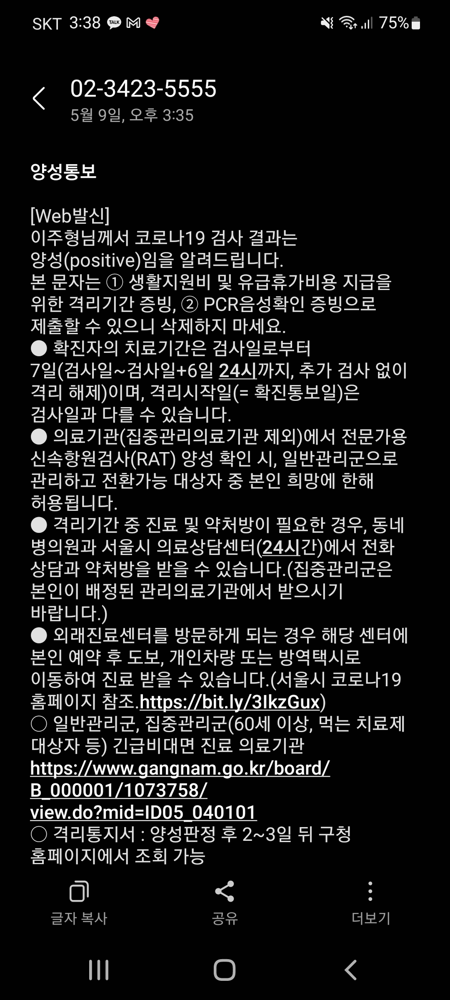 SKT 3:38 TALK 75%
02-3423-5555
5월 9일, 오후 3:35
양성통보
[Web발신]
이주형님께서 코로나19 검사 결과는
양성(positive)임을 알려드립니다.
본 문자는 ① 생활지원비 및 유급휴가비용 지급을
위한 격리기간 증빙, ② PCR음성확인 증빙으로
제출할 수 있으니 삭제하지 마세요.
● 확진자의 치료기간은 검사일로부터
7일(검사일~검사일+6일 24시까지, 추가 검사 없이
격리 해제)이며, 격리시작일(= 확진통보일)은
검사일과 다를 수 있습니다.
● 의료기관(집중관리의료기관 제외)에서 전문가용
신속항원검사(RAT) 양성 확인 시, 일반관리군으로
관리하고 전환가능 대상자 중 본인 희망에 한해
허용됩니다.
● 격리기간 중 진료 및 약처방이 필요한 경우, 동네
병의원과 서울시 의료상담센터(24시간)에서 전화
상담과 약처방을 받을 수 있습니다.(집중관리군은
본인이 배정된 관리의료기관에서 받으시기
바랍니다.)
● 외래진료센터를 방문하게 되는 경우 해당 센터에
본인 예약 후 도보, 개인차량 또는 방역택시로
이동하여 진료 받을 수 있습니다.(서울시 코로나19
홈페이지 참조.https://bit.ly/3IkzGux)
○ 일반관리군, 집중관리군(60세 이상, 먹는 치료제
대상자 등) 긴급비대면 진료 의료기관
https://www.gangnam.go.kr/board/
B_000001/1073758/
view.do?mid=ID05_040101
○ 격리통지서 : 양성판정 후 2~3일 뒤 구청
홈페이지에서 조회 가능
글자 복사 공유 더보기